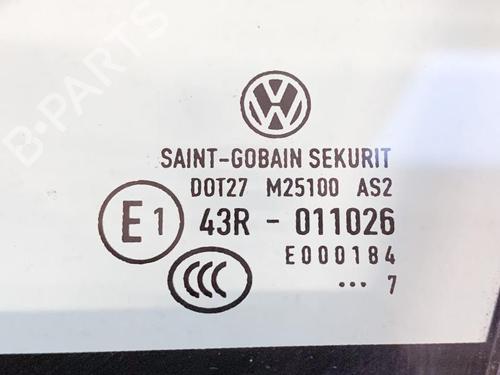 SAINT-GOBAIN SEKURIT
DOT27 M25100 AS2
E1 43R - 011026
E000184
CCC ... 7
B-PARTS